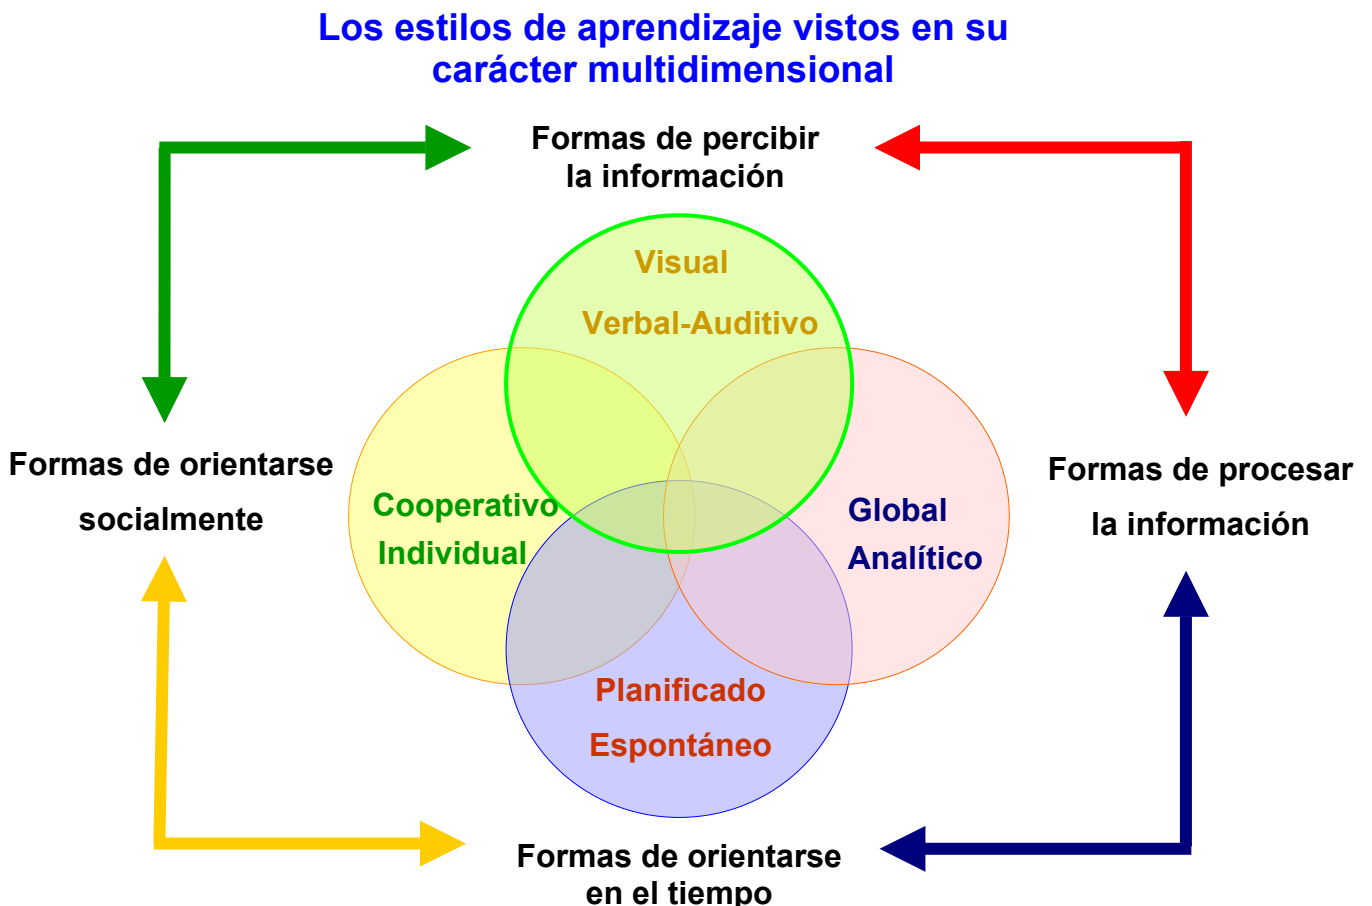 Los estilos de aprendizaje vistos en su
carácter multidimensional
Formas de percibir
la información
Visual
Verbal-Auditivo
Formas de orientarse
socialmente
Cooperativo
Individual
Global
Analítico
Formas de procesar
la información
Planificado
Espontáneo
Formas de orientarse
en el tiempo